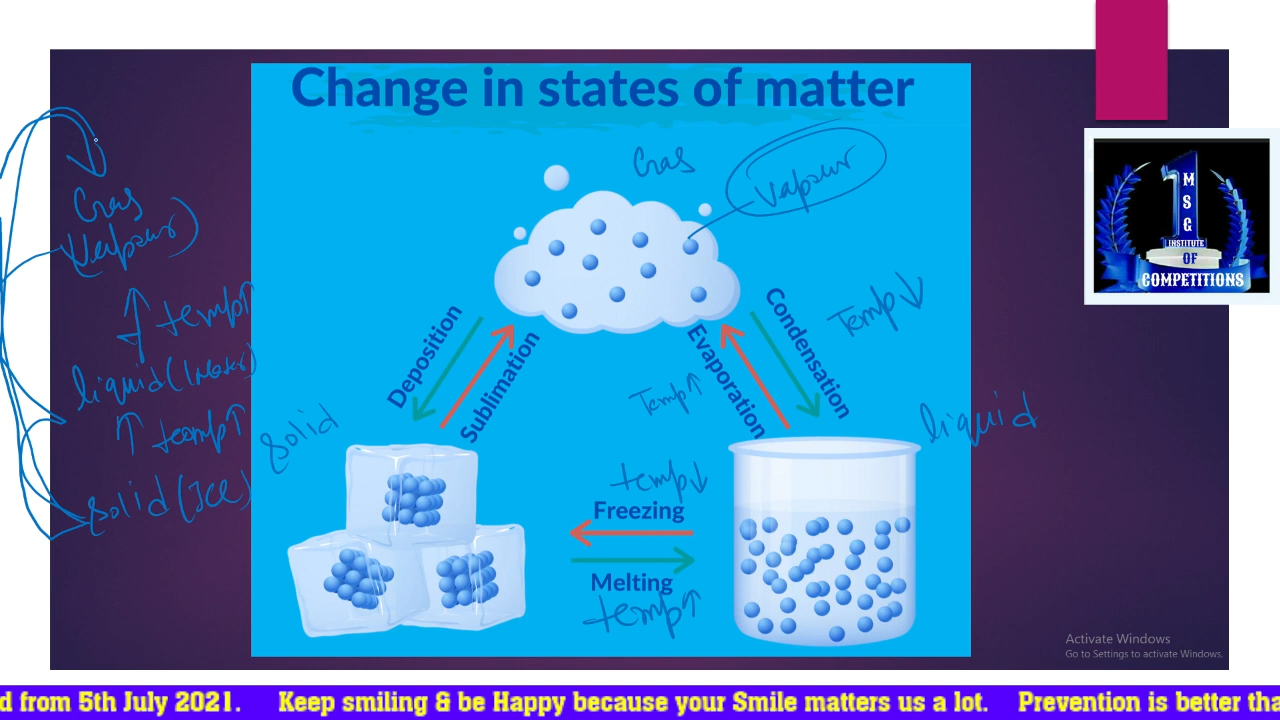 Change in states of matter
Gas
Vapour
Gas
(Vapour)
↑ temp↑
liquid (Water)
↑ temp↑
solid (ICE)
solid
Deposition
Sublimation
Evaporation
Condensation
Temp↓
Temp↑
liquid
temp↓
Freezing
Melting
temp↑
1
M
S
G
INSTITUTE
OF
COMPETITIONS
Activate Windows
Go to Settings to activate Windows.
d from 5th July 2021. Keep smiling & be Happy because your Smile matters us a lot. Prevention is better tha